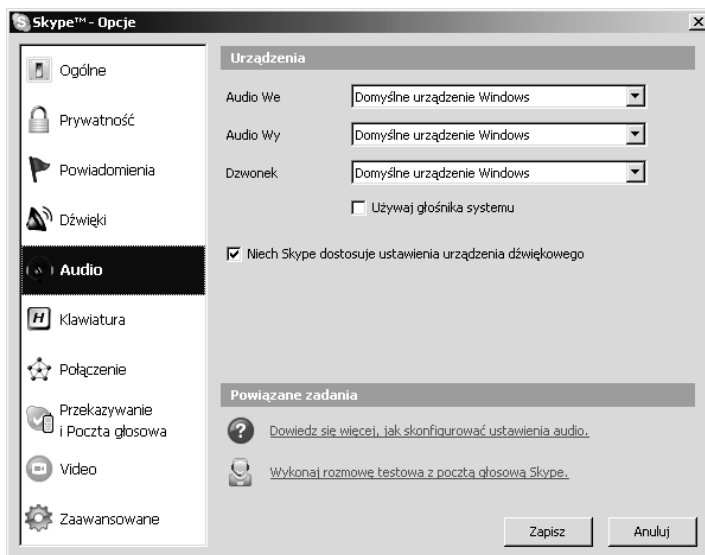 Skype™ - Opcje
Ogólne
Prywatność
Powiadomienia
Dźwięki
Audio
Klawiatura
Połączenie
Przekazywanie
i Poczta głosowa
Video
Zaawansowane
Urządzenia
Audio We
Domyślne urządzenie Windows
Audio Wy
Domyślne urządzenie Windows
Dzwonek
Domyślne urządzenie Windows
Używaj głośnika systemu
Niech Skype dostosuje ustawienia urządzenia dźwiękowego
Powiązane zadania
Dowiedz się więcej, jak skonfigurować ustawienia audio.
Wykonaj rozmowę testowa z pocztą głosową Skype.
Zapisz
Anuluj